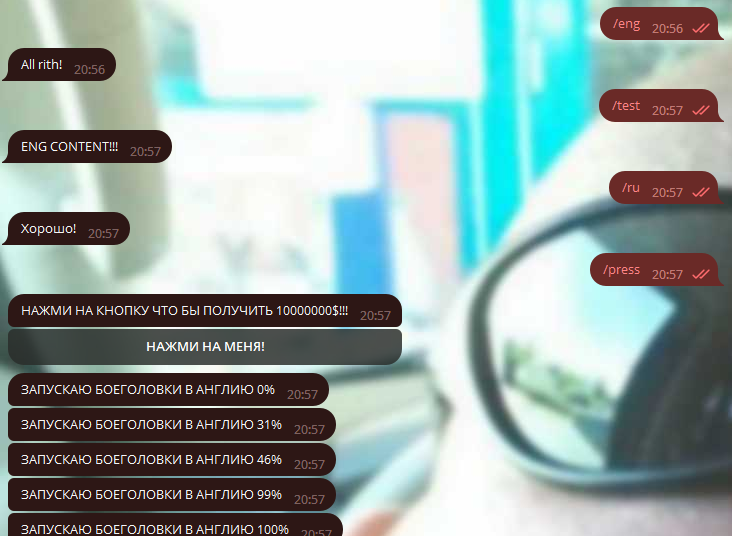 /eng 20:56
All rith! 20:56
/test 20:57
ENG CONTENT!!! 20:57
/ru 20:57
Хорошо! 20:57
/press 20:57
НАЖМИ НА КНОПКУ ЧТО БЫ ПОЛУЧИТЬ 10000000$!!! 20:57
НАЖМИ НА МЕНЯ!
ЗАПУСКАЮ БОЕГОЛОВКИ В АНГЛИЮ 0% 20:57
ЗАПУСКАЮ БОЕГОЛОВКИ В АНГЛИЮ 31% 20:57
ЗАПУСКАЮ БОЕГОЛОВКИ В АНГЛИЮ 46% 20:57
ЗАПУСКАЮ БОЕГОЛОВКИ В АНГЛИЮ 99% 20:57
ЗАПУСКАЮ БОЕГОЛОВКИ В АНГЛИЮ 100% 20:57